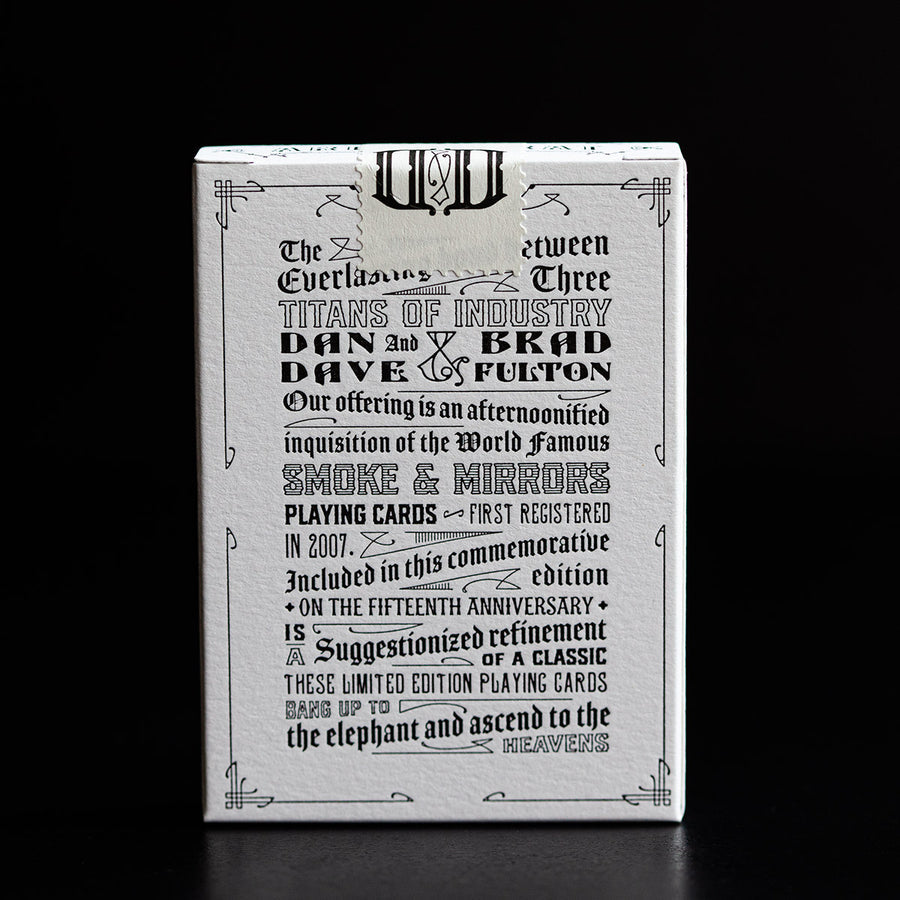 The etween
Everlasting Three
TITANS OF INDUSTRY
DAN And DAVE & BRAD FULTON
Our offering is an afternoonified
inquisition of the World Famous
SMOKE & MIRRORS
PLAYING CARDS ~ FIRST REGISTERED
IN 2007.
Included in this commemorative
edition
✦ ON THE FIFTEENTH ANNIVERSARY ✦
IS A Suggestionized refinement
OF A CLASSIC
THESE LIMITED EDITION PLAYING CARDS
BANG UP TO
the elephant and ascend to the
HEAVENS